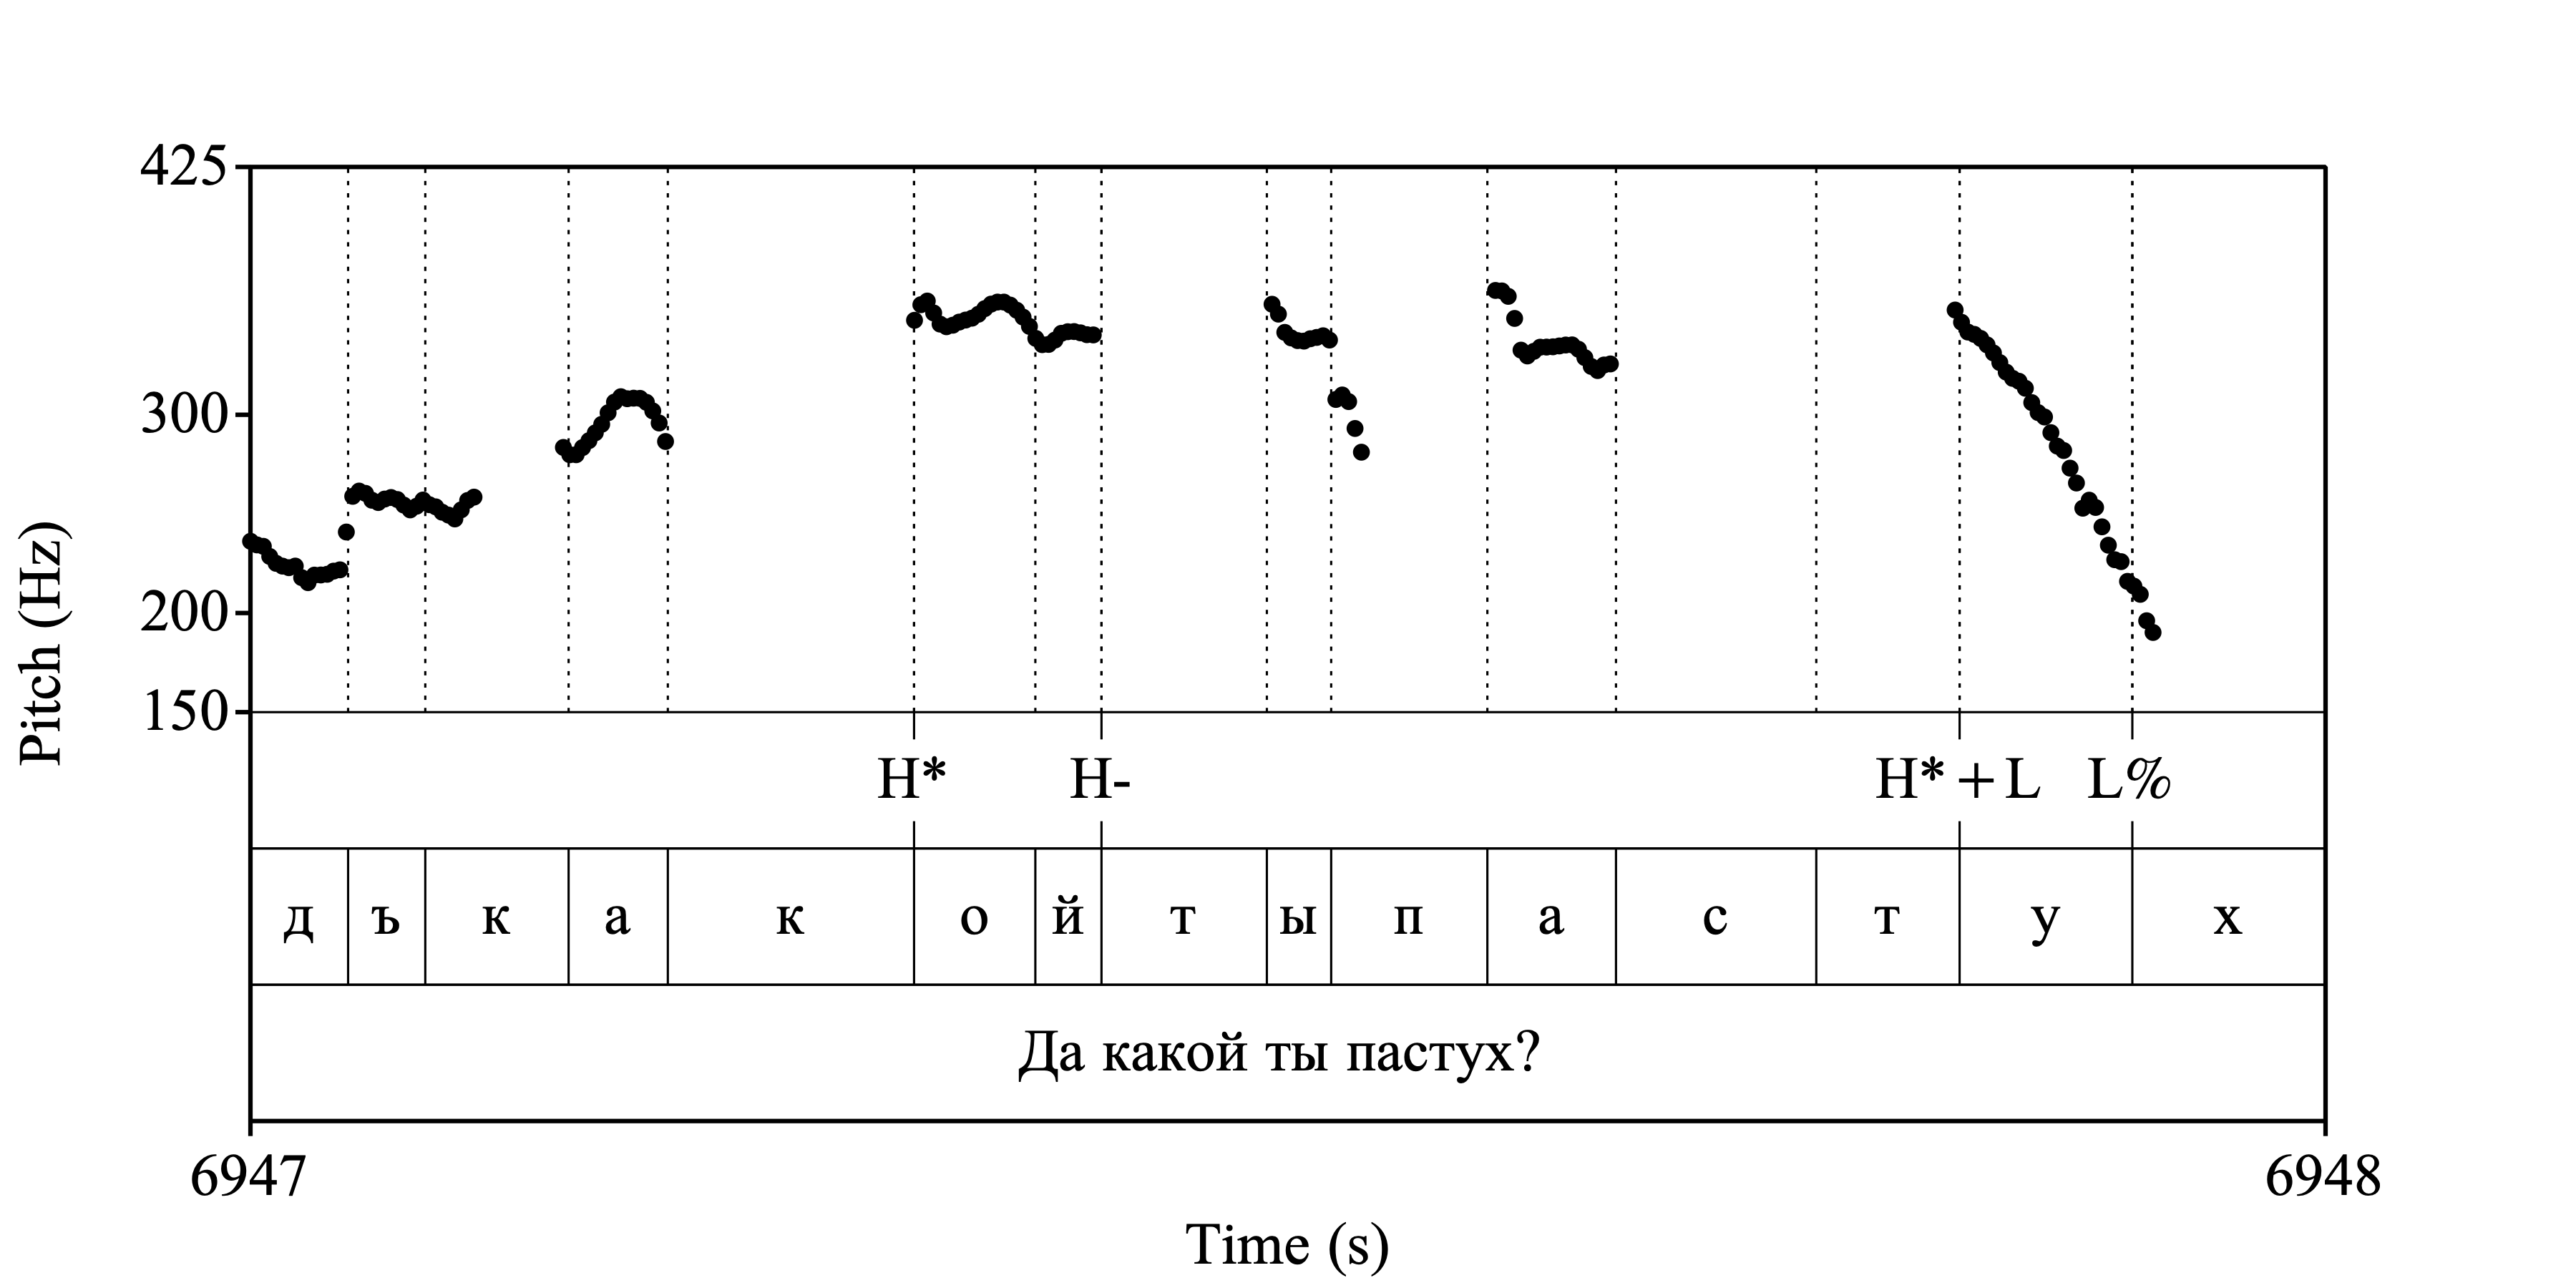 425
300
200
150
Pitch (Hz)
H* H- H* + L L%
д ъ к а к о й т ы п а с т у х
Да какой ты пастух?
6947 6948
Time (s)